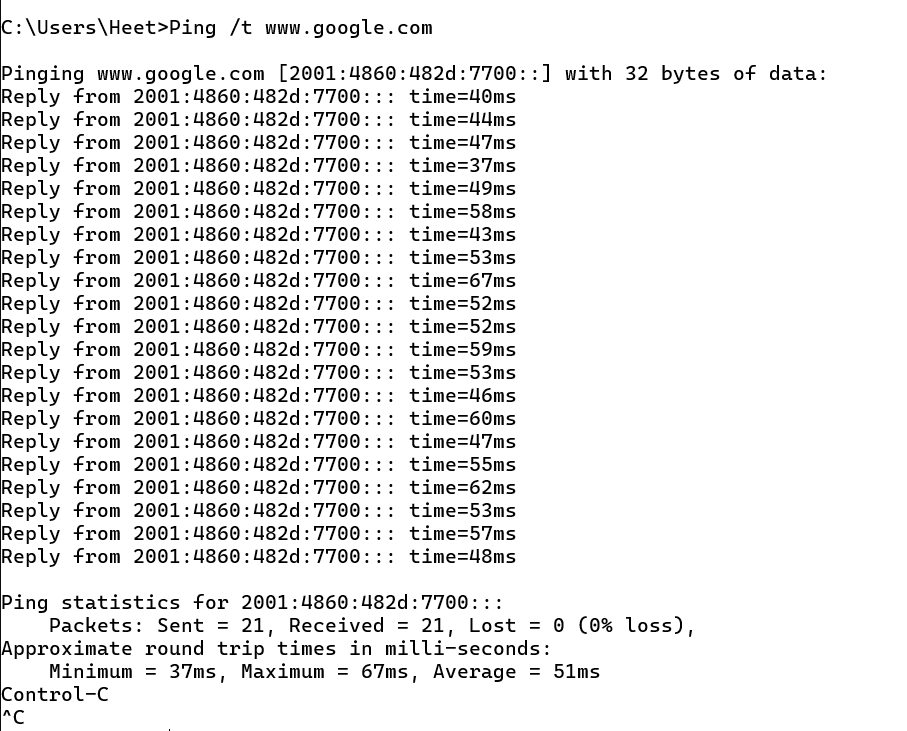 C:\Users\Heet>Ping /t www.google.com
Pinging www.google.com [2001:4860:482d:7700::] with 32 bytes of data:
Reply from 2001:4860:482d:7700::: time=40ms
Reply from 2001:4860:482d:7700::: time=44ms
Reply from 2001:4860:482d:7700::: time=47ms
Reply from 2001:4860:482d:7700::: time=37ms
Reply from 2001:4860:482d:7700::: time=49ms
Reply from 2001:4860:482d:7700::: time=58ms
Reply from 2001:4860:482d:7700::: time=43ms
Reply from 2001:4860:482d:7700::: time=53ms
Reply from 2001:4860:482d:7700::: time=67ms
Reply from 2001:4860:482d:7700::: time=52ms
Reply from 2001:4860:482d:7700::: time=52ms
Reply from 2001:4860:482d:7700::: time=59ms
Reply from 2001:4860:482d:7700::: time=53ms
Reply from 2001:4860:482d:7700::: time=46ms
Reply from 2001:4860:482d:7700::: time=60ms
Reply from 2001:4860:482d:7700::: time=47ms
Reply from 2001:4860:482d:7700::: time=55ms
Reply from 2001:4860:482d:7700::: time=62ms
Reply from 2001:4860:482d:7700::: time=53ms
Reply from 2001:4860:482d:7700::: time=57ms
Reply from 2001:4860:482d:7700::: time=48ms
Ping statistics for 2001:4860:482d:7700:::
    Packets: Sent = 21, Received = 21, Lost = 0 (0% loss),
Approximate round trip times in milli-seconds:
    Minimum = 37ms, Maximum = 67ms, Average = 51ms
Control-C
^C